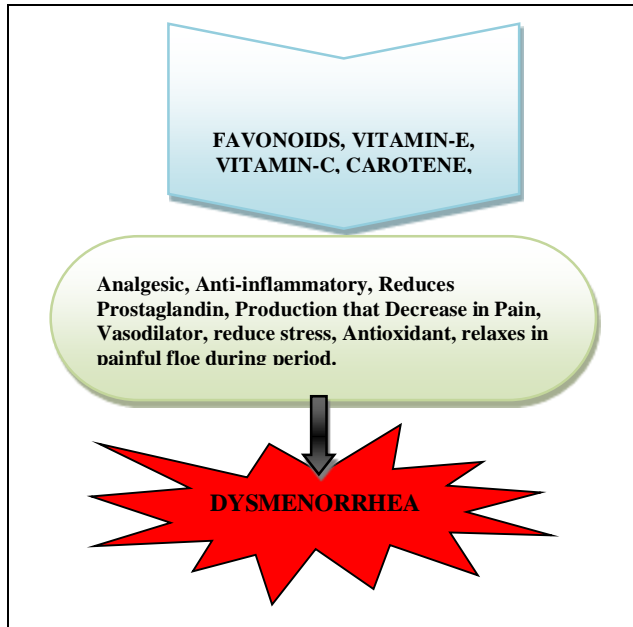 FAVONOIDS, VITAMIN-E,
VITAMIN-C, CAROTENE,
Analgesic, Anti-inflammatory, Reduces
Prostaglandin, Production that Decrease in Pain,
Vasodilator, reduce stress, Antioxidant, relaxes in
painful floe during period.
DYSMENORRHEA